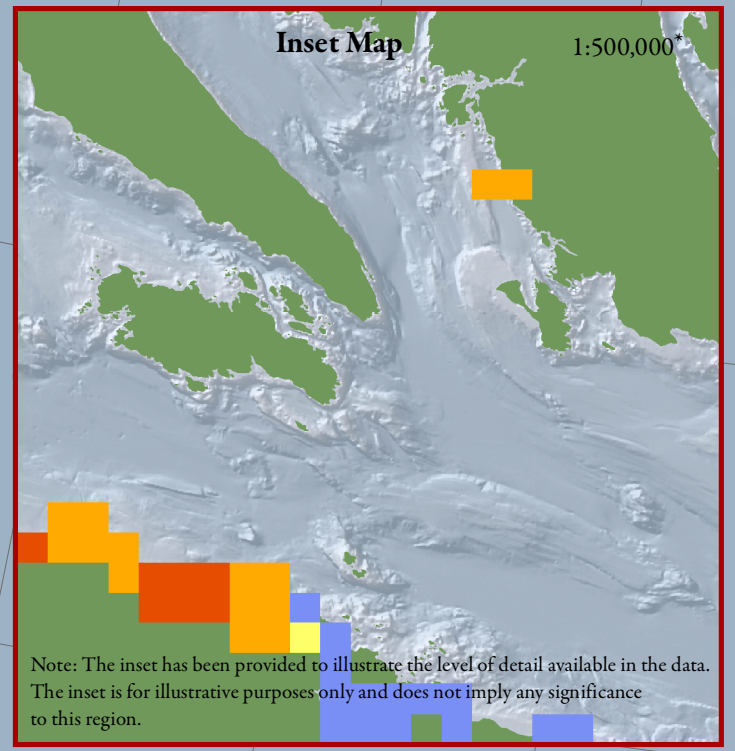 Inset Map
1:500,000*
Note: The inset has been provided to illustrate the level of detail available in the data.
The inset is for illustrative purposes only and does not imply any significance
to this region.